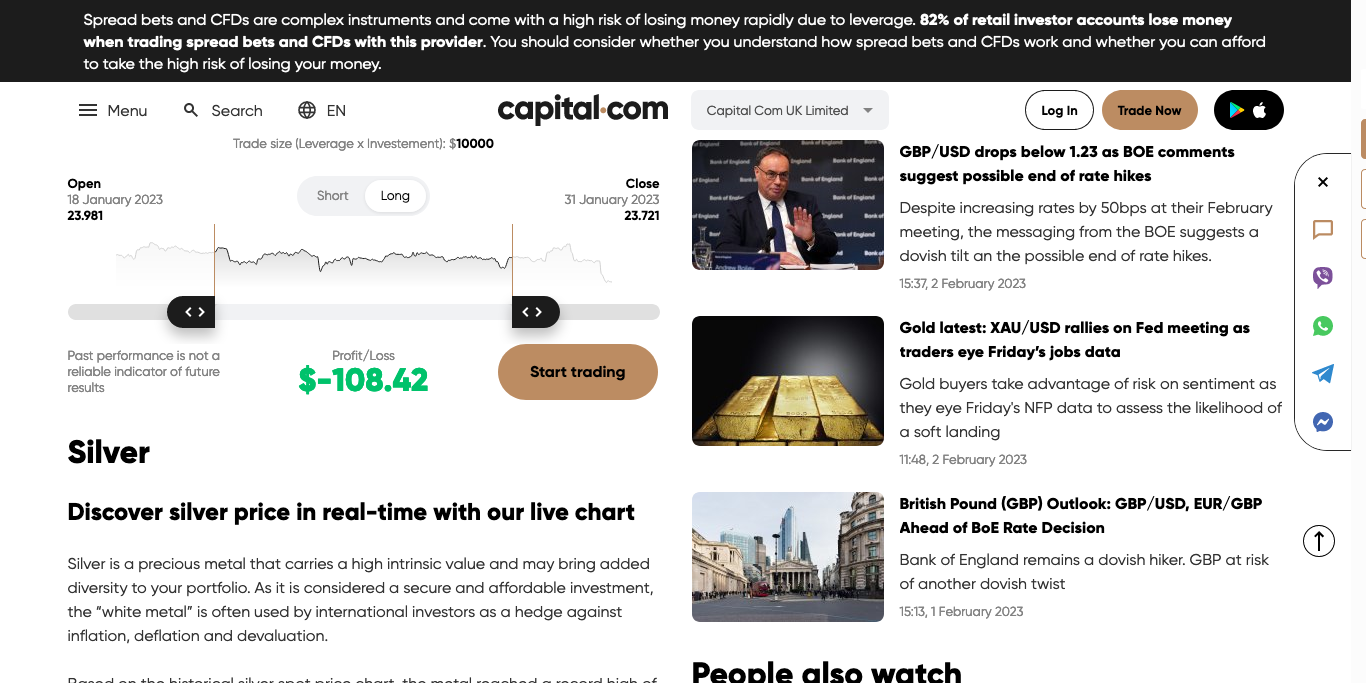 Spread bets and CFDs are complex instruments and come with a high risk of losing money rapidly due to leverage. 82% of retail investor accounts lose money
when trading spread bets and CFDs with this provider. You should consider whether you understand how spread bets and CFDs work and whether you can afford
to take the high risk of losing your money.
Menu
Search
EN
capital.com
Capital Com UK Limited
Log In
Trade Now
Trade size (Leverage x Investement): $10000
Open
18 January 2023
23.981
Short
Long
Close
31 January 2023
23.721
Past performance is not a
reliable indicator of future
results
Profit/Loss
$-108.42
Start trading
Silver
Discover silver price in real-time with our live chart
Silver is a precious metal that carries a high intrinsic value and may bring added
diversity to your portfolio. As it is considered a secure and affordable investment,
the “white metal” is often used by international investors as a hedge against
inflation, deflation and devaluation.
Based on the historical silver spot price chart, the metal reached a record high of
Bank of England
Andrew Bailey
GBP/USD drops below 1.23 as BOE comments
suggest possible end of rate hikes
Despite increasing rates by 50bps at their February
meeting, the messaging from the BOE suggests a
dovish tilt an the possible end of rate hikes.
15:37, 2 February 2023
Gold latest: XAU/USD rallies on Fed meeting as
traders eye Friday’s jobs data
Gold buyers take advantage of risk on sentiment as
they eye Friday's NFP data to assess the likelihood of
a soft landing
11:48, 2 February 2023
British Pound (GBP) Outlook: GBP/USD, EUR/GBP
Ahead of BoE Rate Decision
Bank of England remains a dovish hiker. GBP at risk
of another dovish twist
15:13, 1 February 2023
People also watch